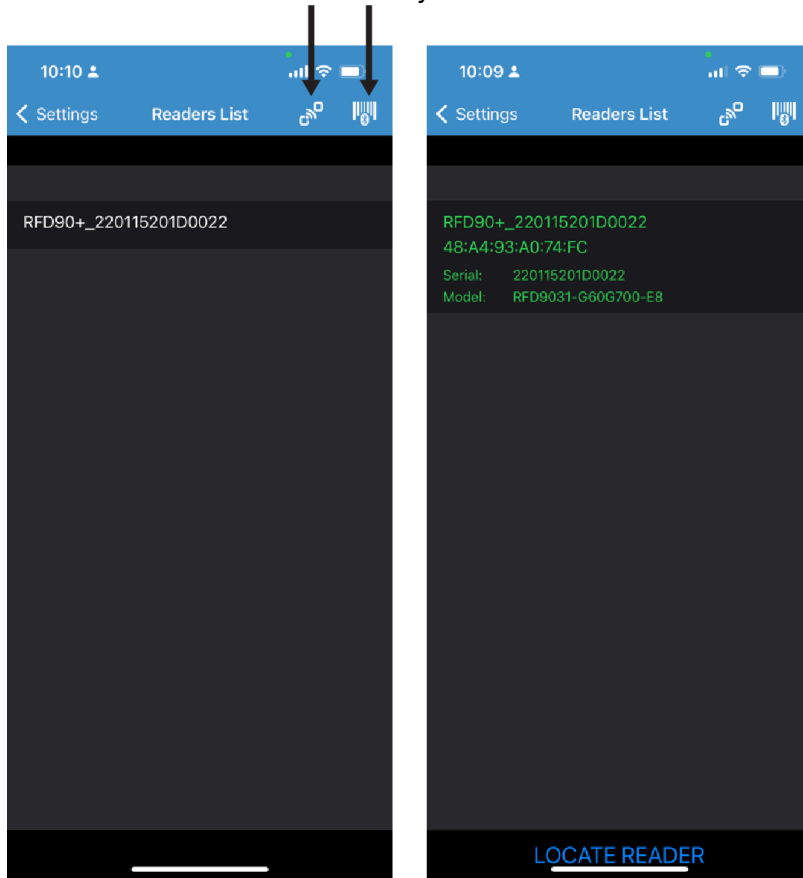 10:10
Settings
Readers List
RFD90+_220115201D0022
10:09
Settings
Readers List
RFD90+_220115201D0022
48:A4:93:A0:74:FC
Serial: 220115201D0022
Model: RFD9031-G60G700-E8
LOCATE READER